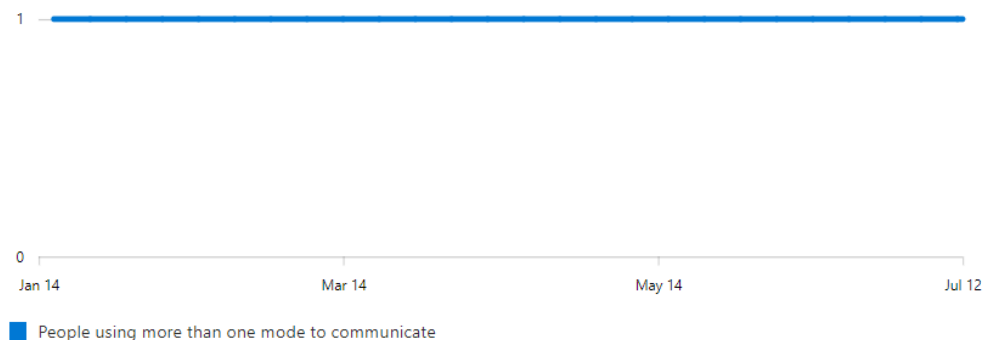 1
0
Jan 14 Mar 14 May 14 Jul 12
People using more than one mode to communicate